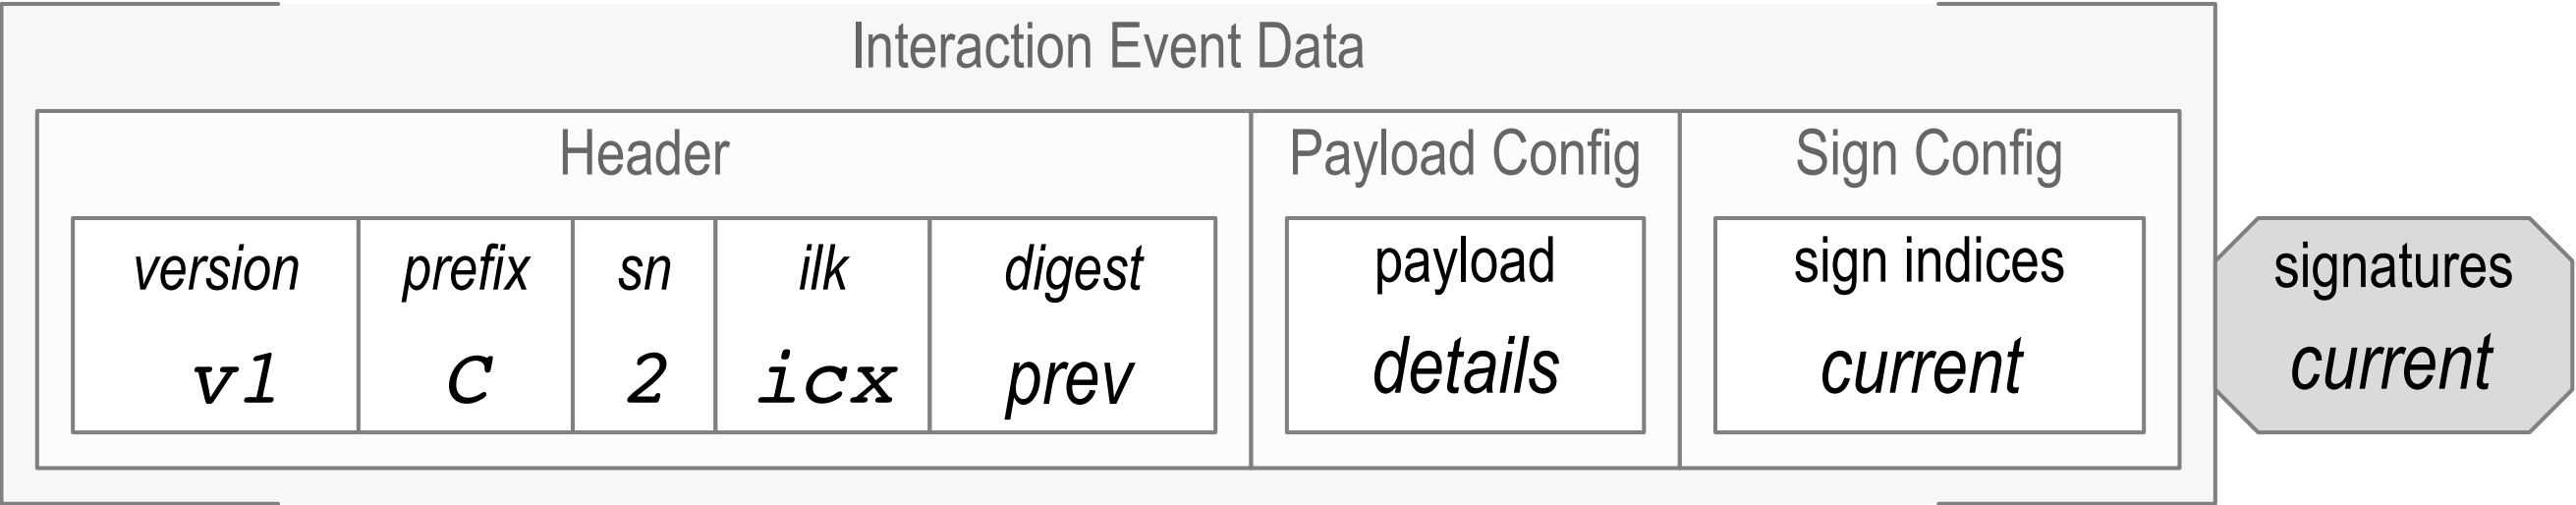 Interaction Event Data
Header Payload Config Sign Config
version prefix sn ilk digest payload sign indices signatures
v1 C 2 icx prev details current current